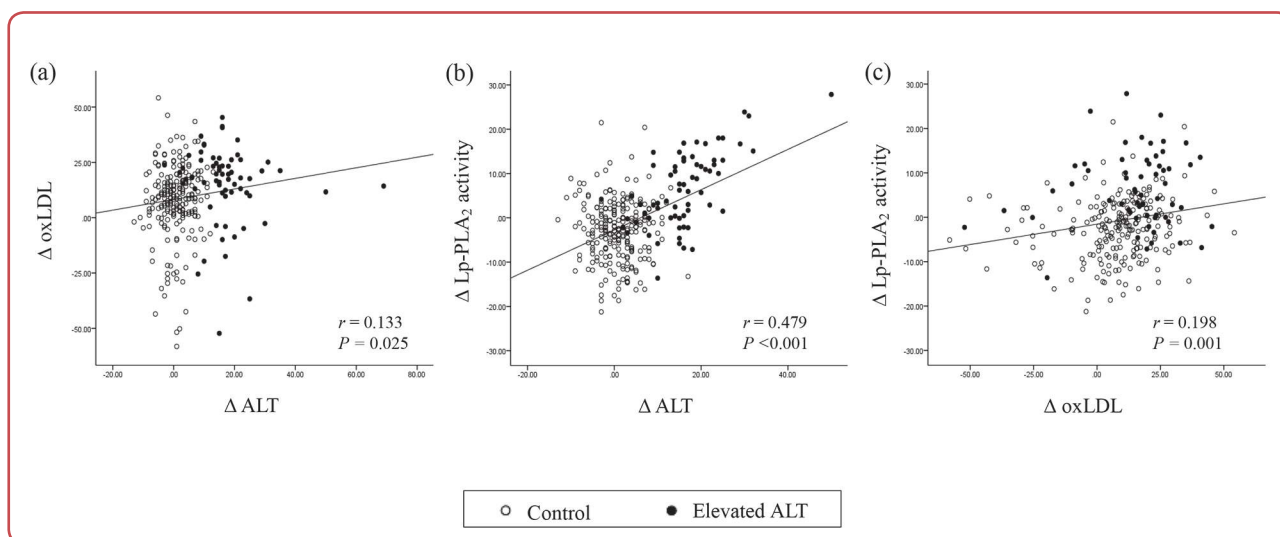 (a)
Δ oxLDL
50.00
25.00
.00
-25.00
-50.00
r = 0.133
P = 0.025
-20.00 .00 20.00 40.00 60.00 80.00
Δ ALT
(b)
Δ Lp-PLA₂ activity
30.00
20.00
10.00
.00
-10.00
-20.00
-30.00
r = 0.479
P <0.001
-20.00 .00 20.00 40.00
Δ ALT
(c)
Δ Lp-PLA₂ activity
30.00
20.00
10.00
.00
-10.00
-20.00
-30.00
r = 0.198
P = 0.001
-50.00 -25.00 .00 25.00 50.00
Δ oxLDL
Control Elevated ALT